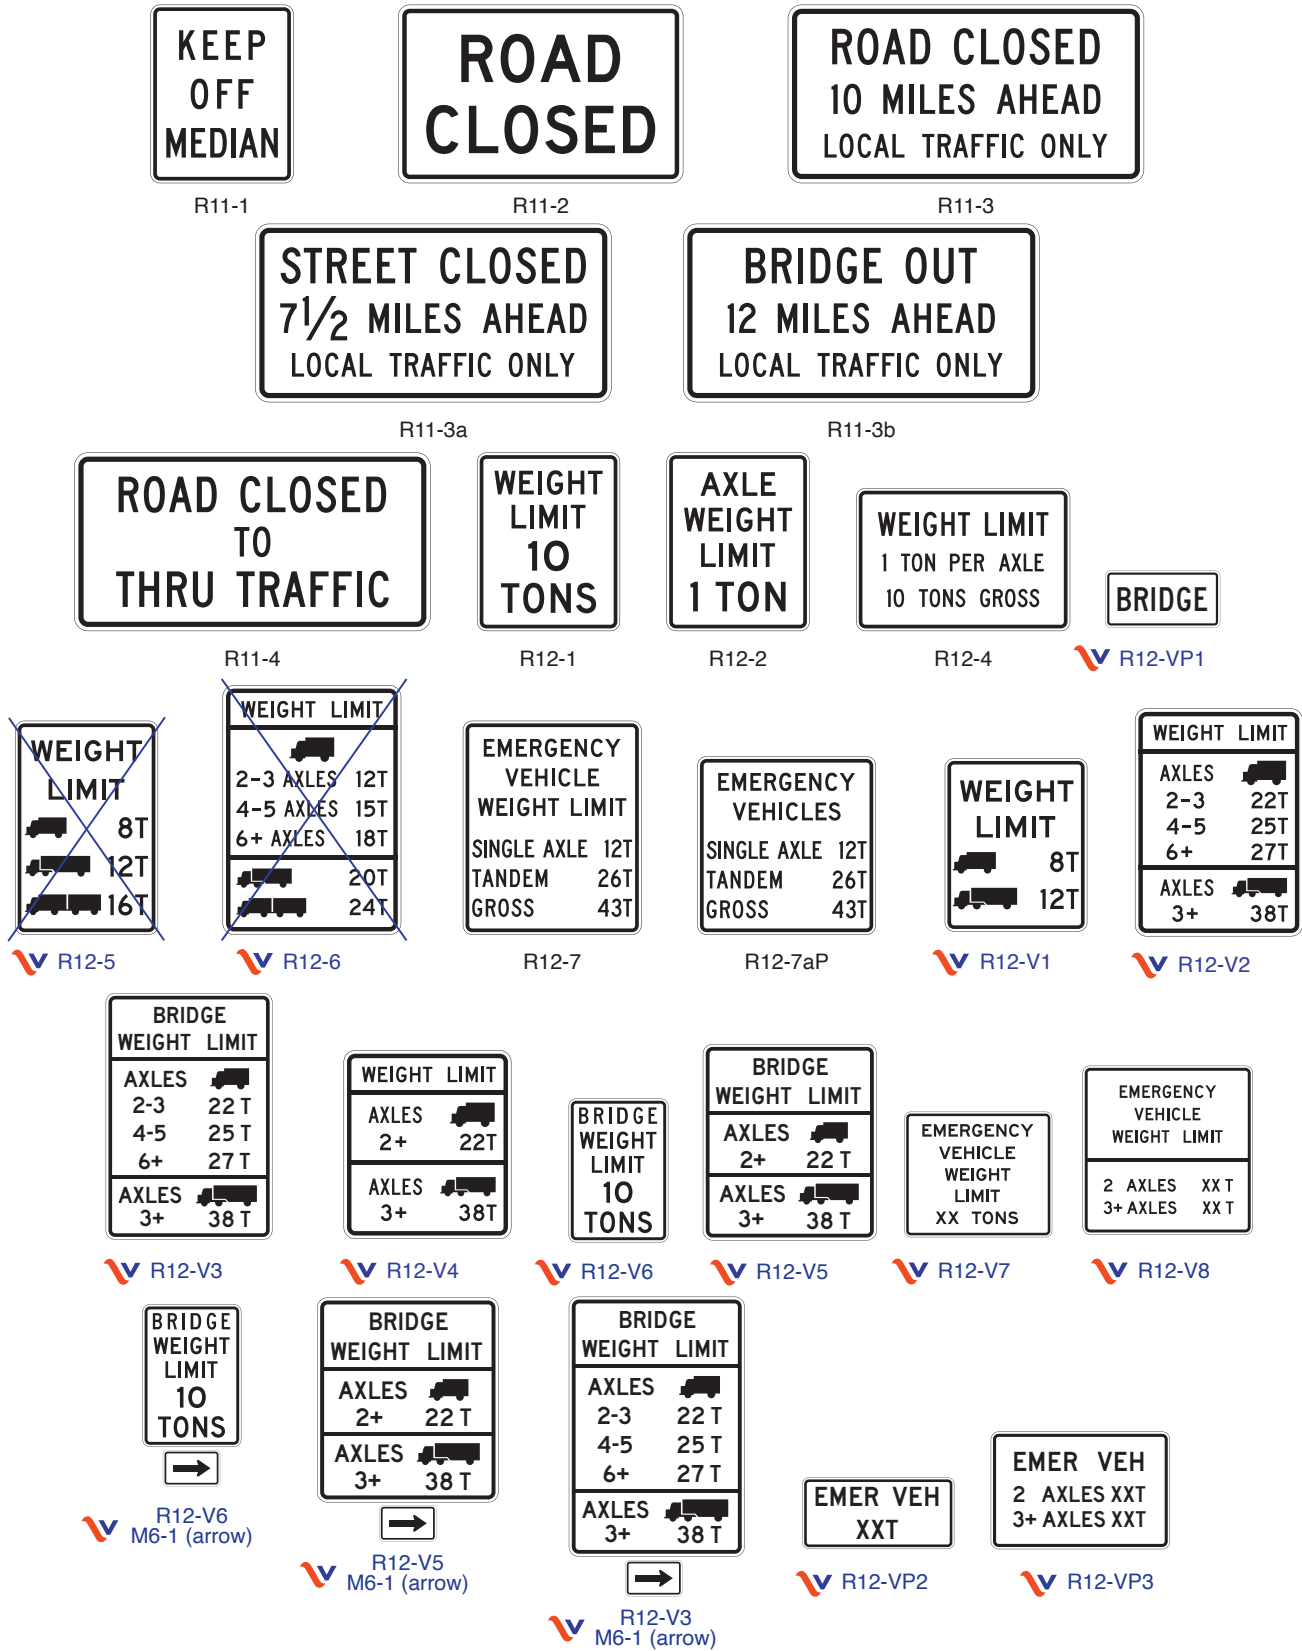 KEEP
OFF
MEDIAN
R11-1
ROAD
CLOSED
R11-2
ROAD CLOSED
10 MILES AHEAD
LOCAL TRAFFIC ONLY
R11-3
STREET CLOSED
7 1/2 MILES AHEAD
LOCAL TRAFFIC ONLY
R11-3a
BRIDGE OUT
12 MILES AHEAD
LOCAL TRAFFIC ONLY
R11-3b
ROAD CLOSED
TO
THRU TRAFFIC
R11-4
WEIGHT
LIMIT
10
TONS
R12-1
AXLE
WEIGHT
LIMIT
1 TON
R12-2
WEIGHT LIMIT
1 TON PER AXLE
10 TONS GROSS
R12-4
BRIDGE
V R12-VP1
WEIGHT
LIMIT
8T
12T
16T
V R12-5
WEIGHT LIMIT
2-3 AXLES 12T
4-5 AXLES 15T
6+ AXLES 18T
20T
24T
V R12-6
EMERGENCY
VEHICLE
WEIGHT LIMIT
SINGLE AXLE 12T
TANDEM 26T
GROSS 43T
R12-7
EMERGENCY
VEHICLES
SINGLE AXLE 12T
TANDEM 26T
GROSS 43T
R12-7aP
WEIGHT
LIMIT
8T
12T
V R12-V1
WEIGHT LIMIT
AXLES
2-3 22T
4-5 25T
6+ 27T
AXLES
3+ 38T
V R12-V2
BRIDGE
WEIGHT LIMIT
AXLES
2-3 22 T
4-5 25 T
6+ 27 T
AXLES
3+ 38 T
V R12-V3
WEIGHT LIMIT
AXLES
2+ 22T
AXLES
3+ 38T
V R12-V4
BRIDGE
WEIGHT
LIMIT
10
TONS
V R12-V6
BRIDGE
WEIGHT LIMIT
AXLES
2+ 22 T
AXLES
3+ 38 T
V R12-V5
EMERGENCY
VEHICLE
WEIGHT
LIMIT
XX TONS
V R12-V7
EMERGENCY
VEHICLE
WEIGHT LIMIT
2 AXLES XX T
3+ AXLES XX T
V R12-V8
BRIDGE
WEIGHT
LIMIT
10
TONS
V R12-V6
M6-1 (arrow)
BRIDGE
WEIGHT LIMIT
AXLES
2+ 22 T
AXLES
3+ 38 T
V R12-V5
M6-1 (arrow)
BRIDGE
WEIGHT LIMIT
AXLES
2-3 22 T
4-5 25 T
6+ 27 T
AXLES
3+ 38 T
V R12-V3
M6-1 (arrow)
EMER VEH
XXT
V R12-VP2
EMER VEH
2 AXLES XXT
3+ AXLES XXT
V R12-VP3